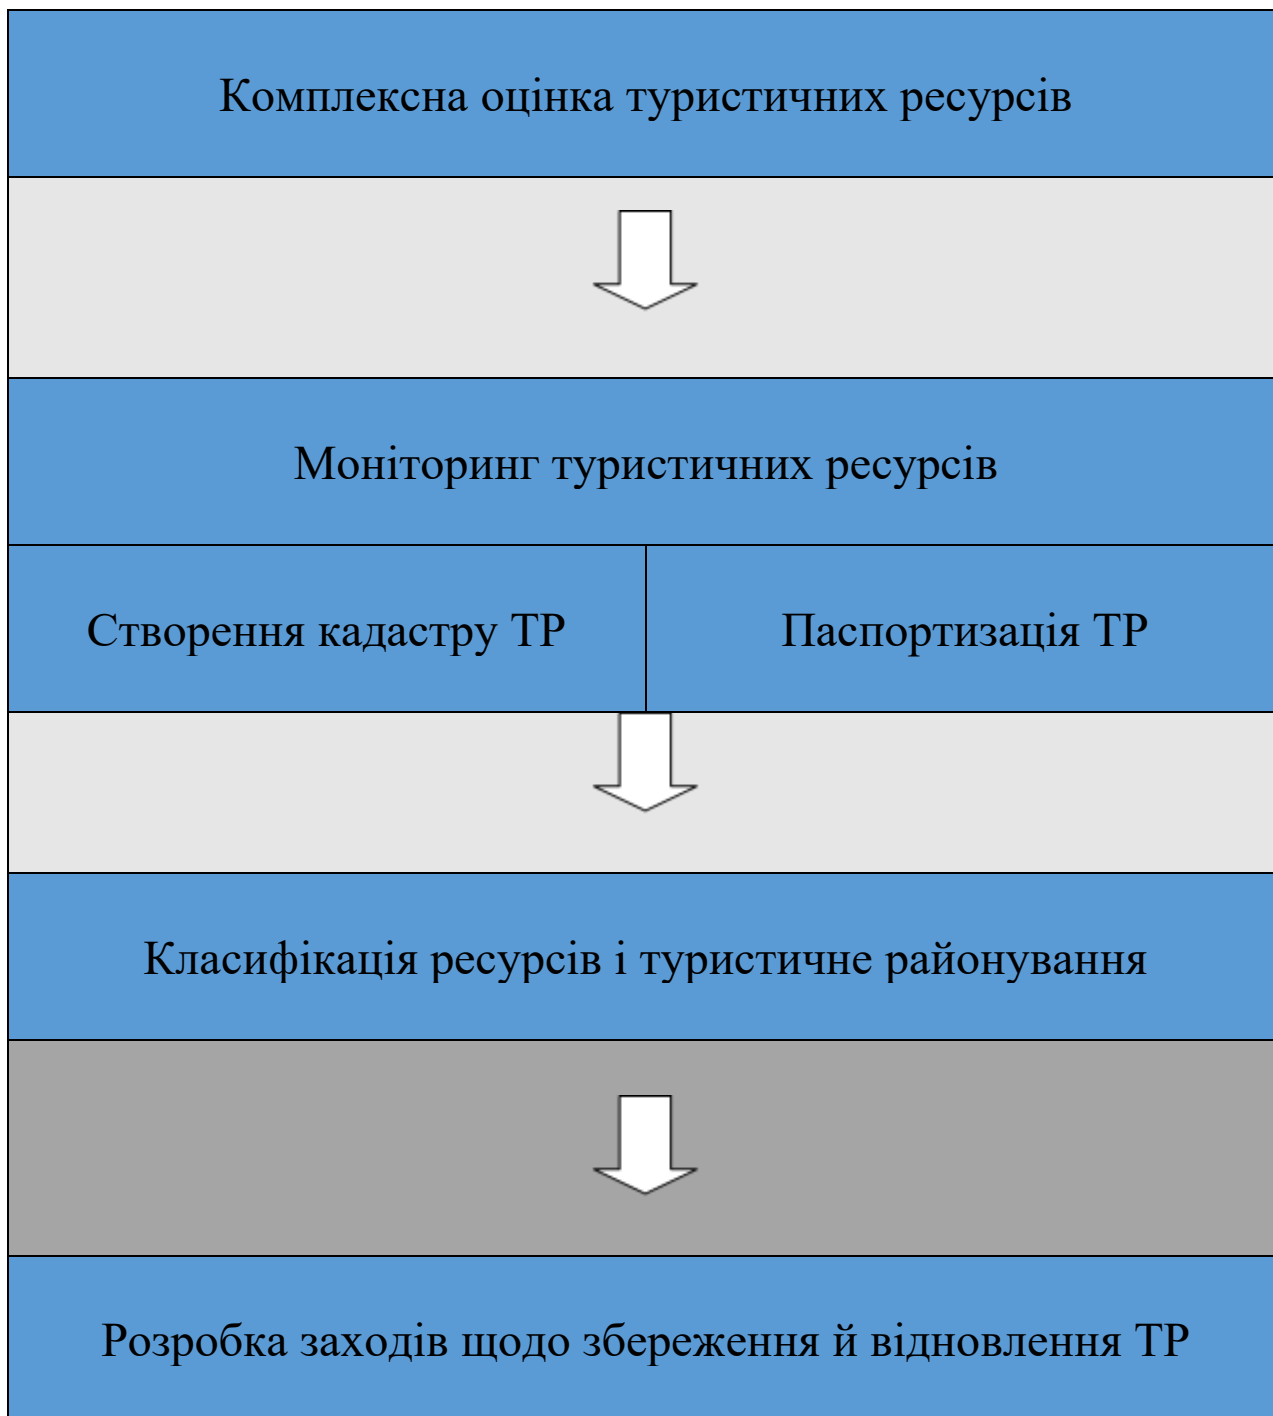 Комплексна оцінка туристичних ресурсів
Моніторинг туристичних ресурсів
Створення кадастру ТР
Паспортизація ТР
Класифікація ресурсів і туристичне районування
Розробка заходів щодо збереження й відновлення ТР